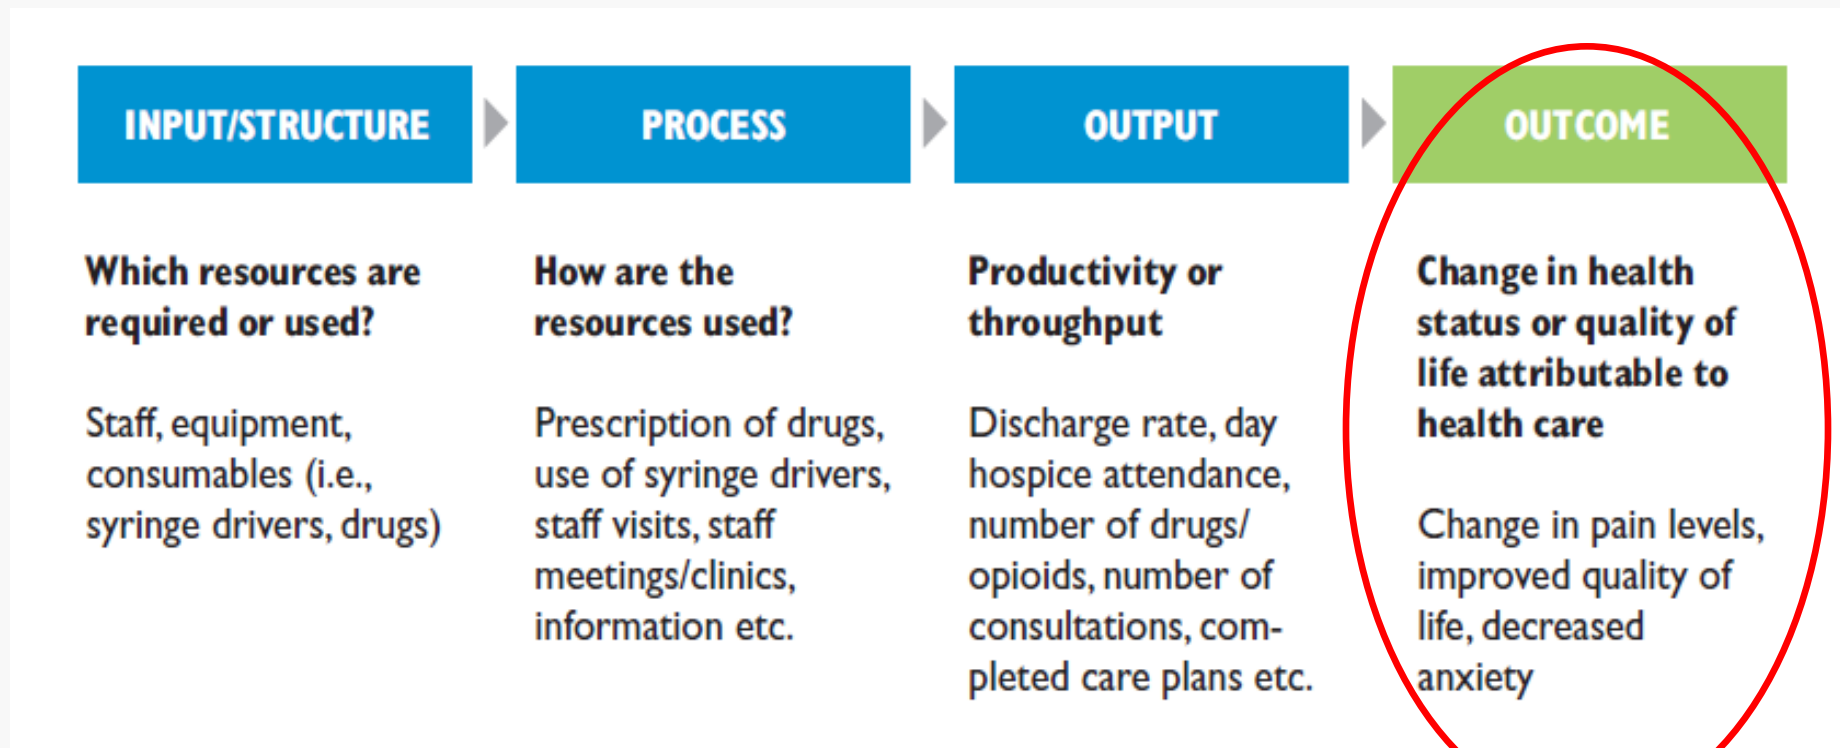 INPUT/STRUCTURE
PROCESS
OUTPUT
OUTCOME
Which resources are
required or used?
Staff, equipment,
consumables (i.e.,
syringe drivers, drugs)
How are the
resources used?
Prescription of drugs,
use of syringe drivers,
staff visits, staff
meetings/clinics,
information etc.
Productivity or
throughput
Discharge rate, day
hospice attendance,
number of drugs/
opioids, number of
consultations, com-
pleted care plans etc.
Change in health
status or quality of
life attributable to
health care
Change in pain levels,
improved quality of
life, decreased
anxiety